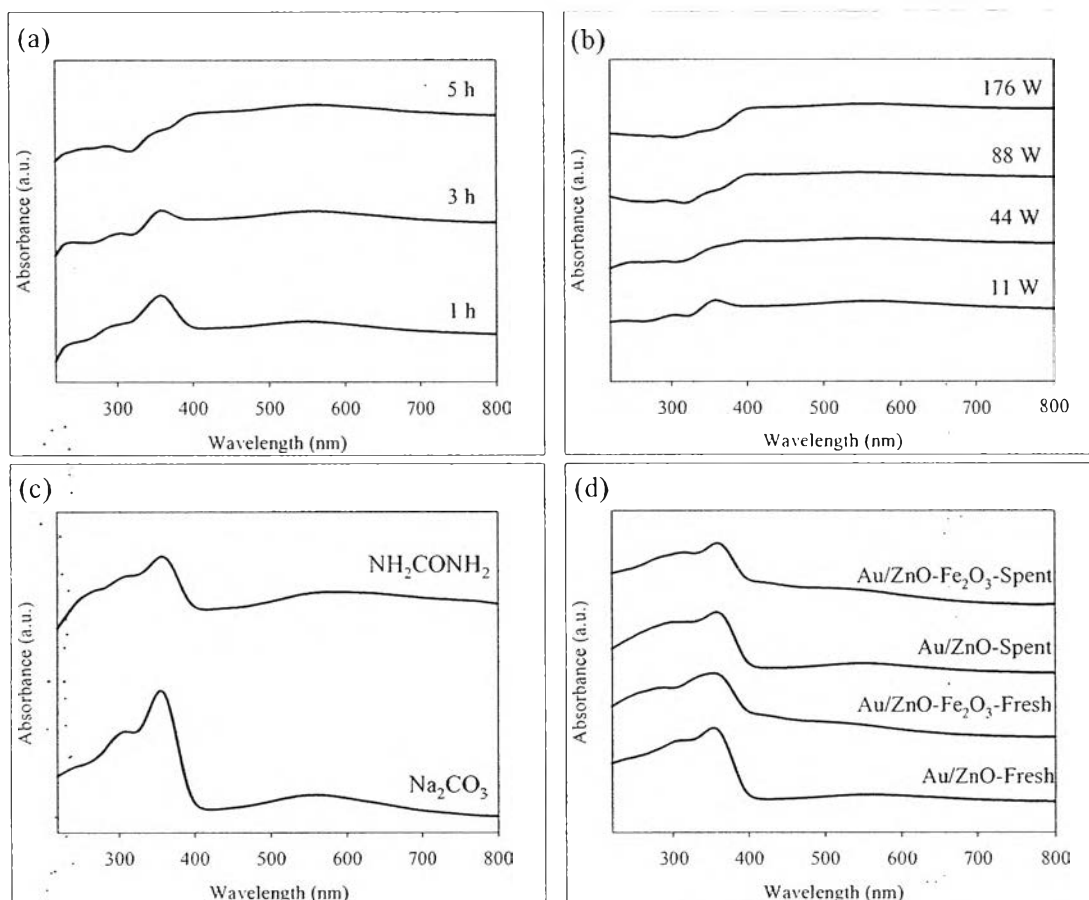 (a)
5 h
3 h
1 h
Absorbance (a.u.)
300 400 500 600 700 800
Wavelength (nm)
(b)
176 W
88 W
44 W
11 W
Absorbance (a.u.)
300 400 500 600 700 800
Wavelength (nm)
(c)
NH₂CONH₂
Na₂CO₃
Absorbance (a.u.)
300 400 500 600 700 800
Wavelength (nm)
(d)
Au/ZnO-Fe₂O₃-Spent
Au/ZnO-Spent
Au/ZnO-Fe₂O₃-Fresh
Au/ZnO-Fresh
Absorbance (a.u.)
300 400 500 600 700 800
Wavelength (nm)